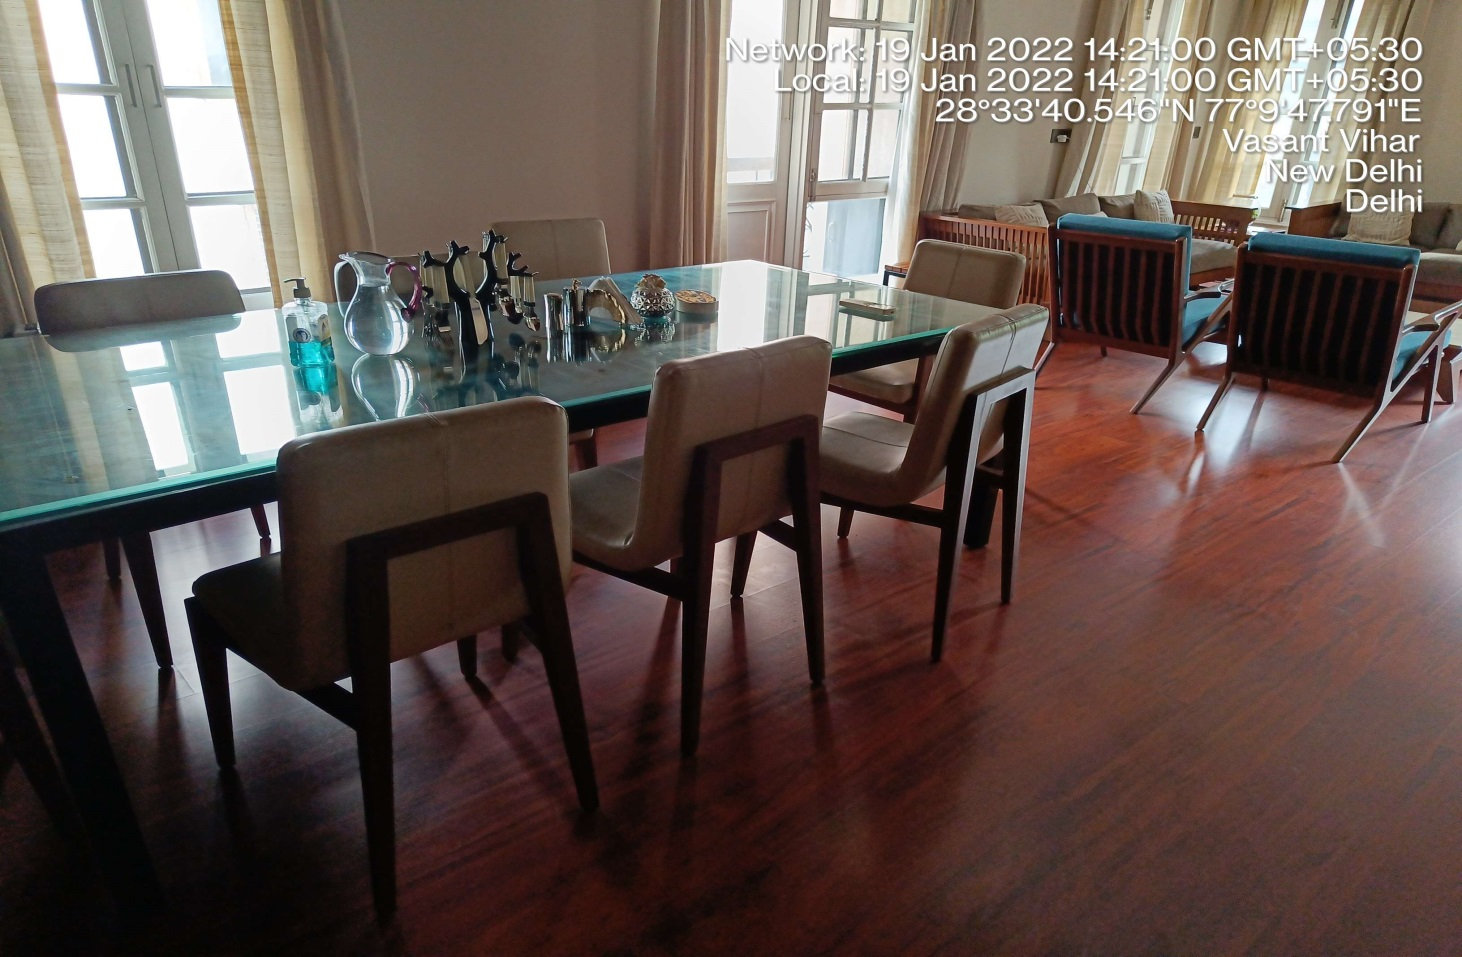 Network: 19 Jan 2022 14:21:00 GMT+05:30
Local: 19 Jan 2022 14:21:00 GMT+05:30
28°33'40.546"N 77°9'47.791"E
Vasant Vihar
New Delhi
Delhi